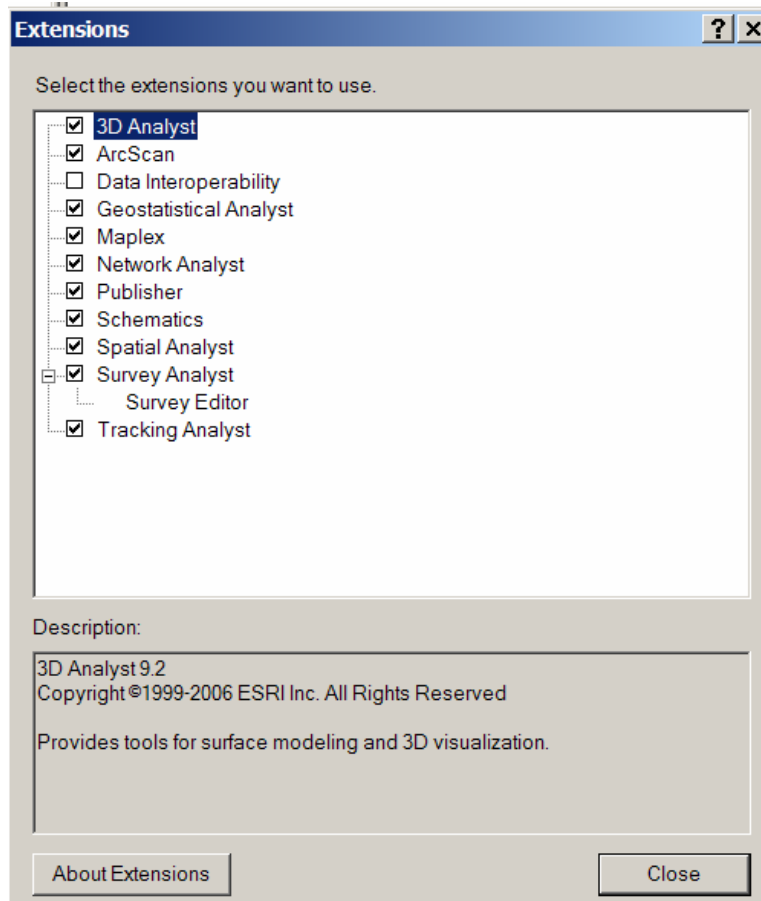 Extensions
Select the extensions you want to use.
3D Analyst
ArcScan
Data Interoperability
Geostatistical Analyst
Maplex
Network Analyst
Publisher
Schematics
Spatial Analyst
Survey Analyst
Survey Editor
Tracking Analyst
Description:
3D Analyst 9.2
Copyright ©1999-2006 ESRI Inc. All Rights Reserved
Provides tools for surface modeling and 3D visualization.
About Extensions
Close